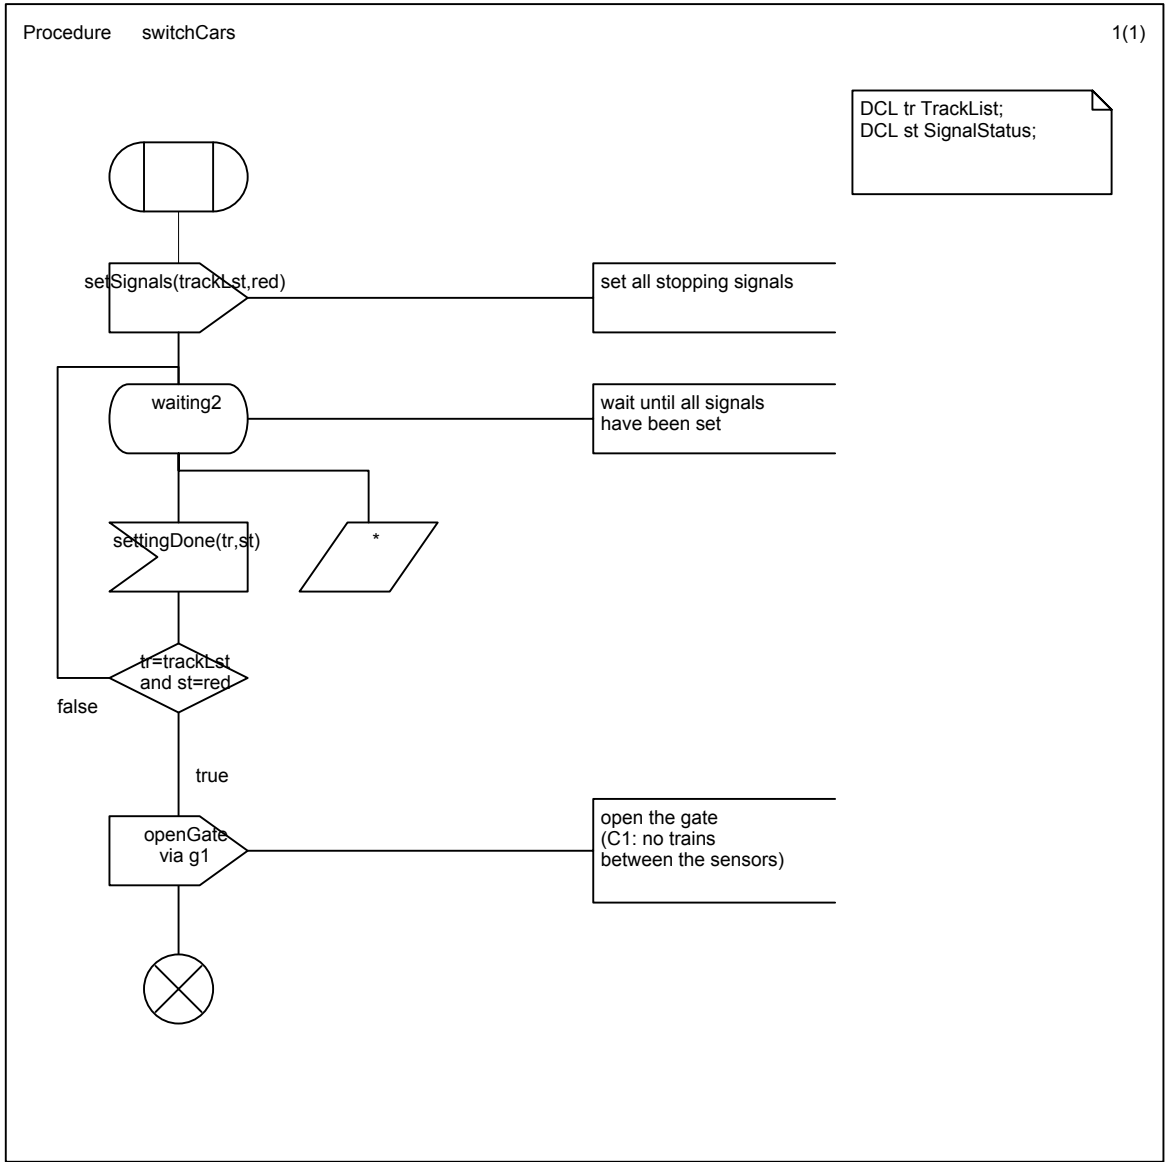 Procedure switchCars 1(1)
DCL tr TrackList;
DCL st SignalStatus;
setSignals(trackLst,red)
set all stopping signals
waiting2
wait until all signals
have been set
settingDone(tr,st)
*
tr=trackLst
and st=red
false
true
openGate
via g1
open the gate
(C1: no trains
between the sensors)